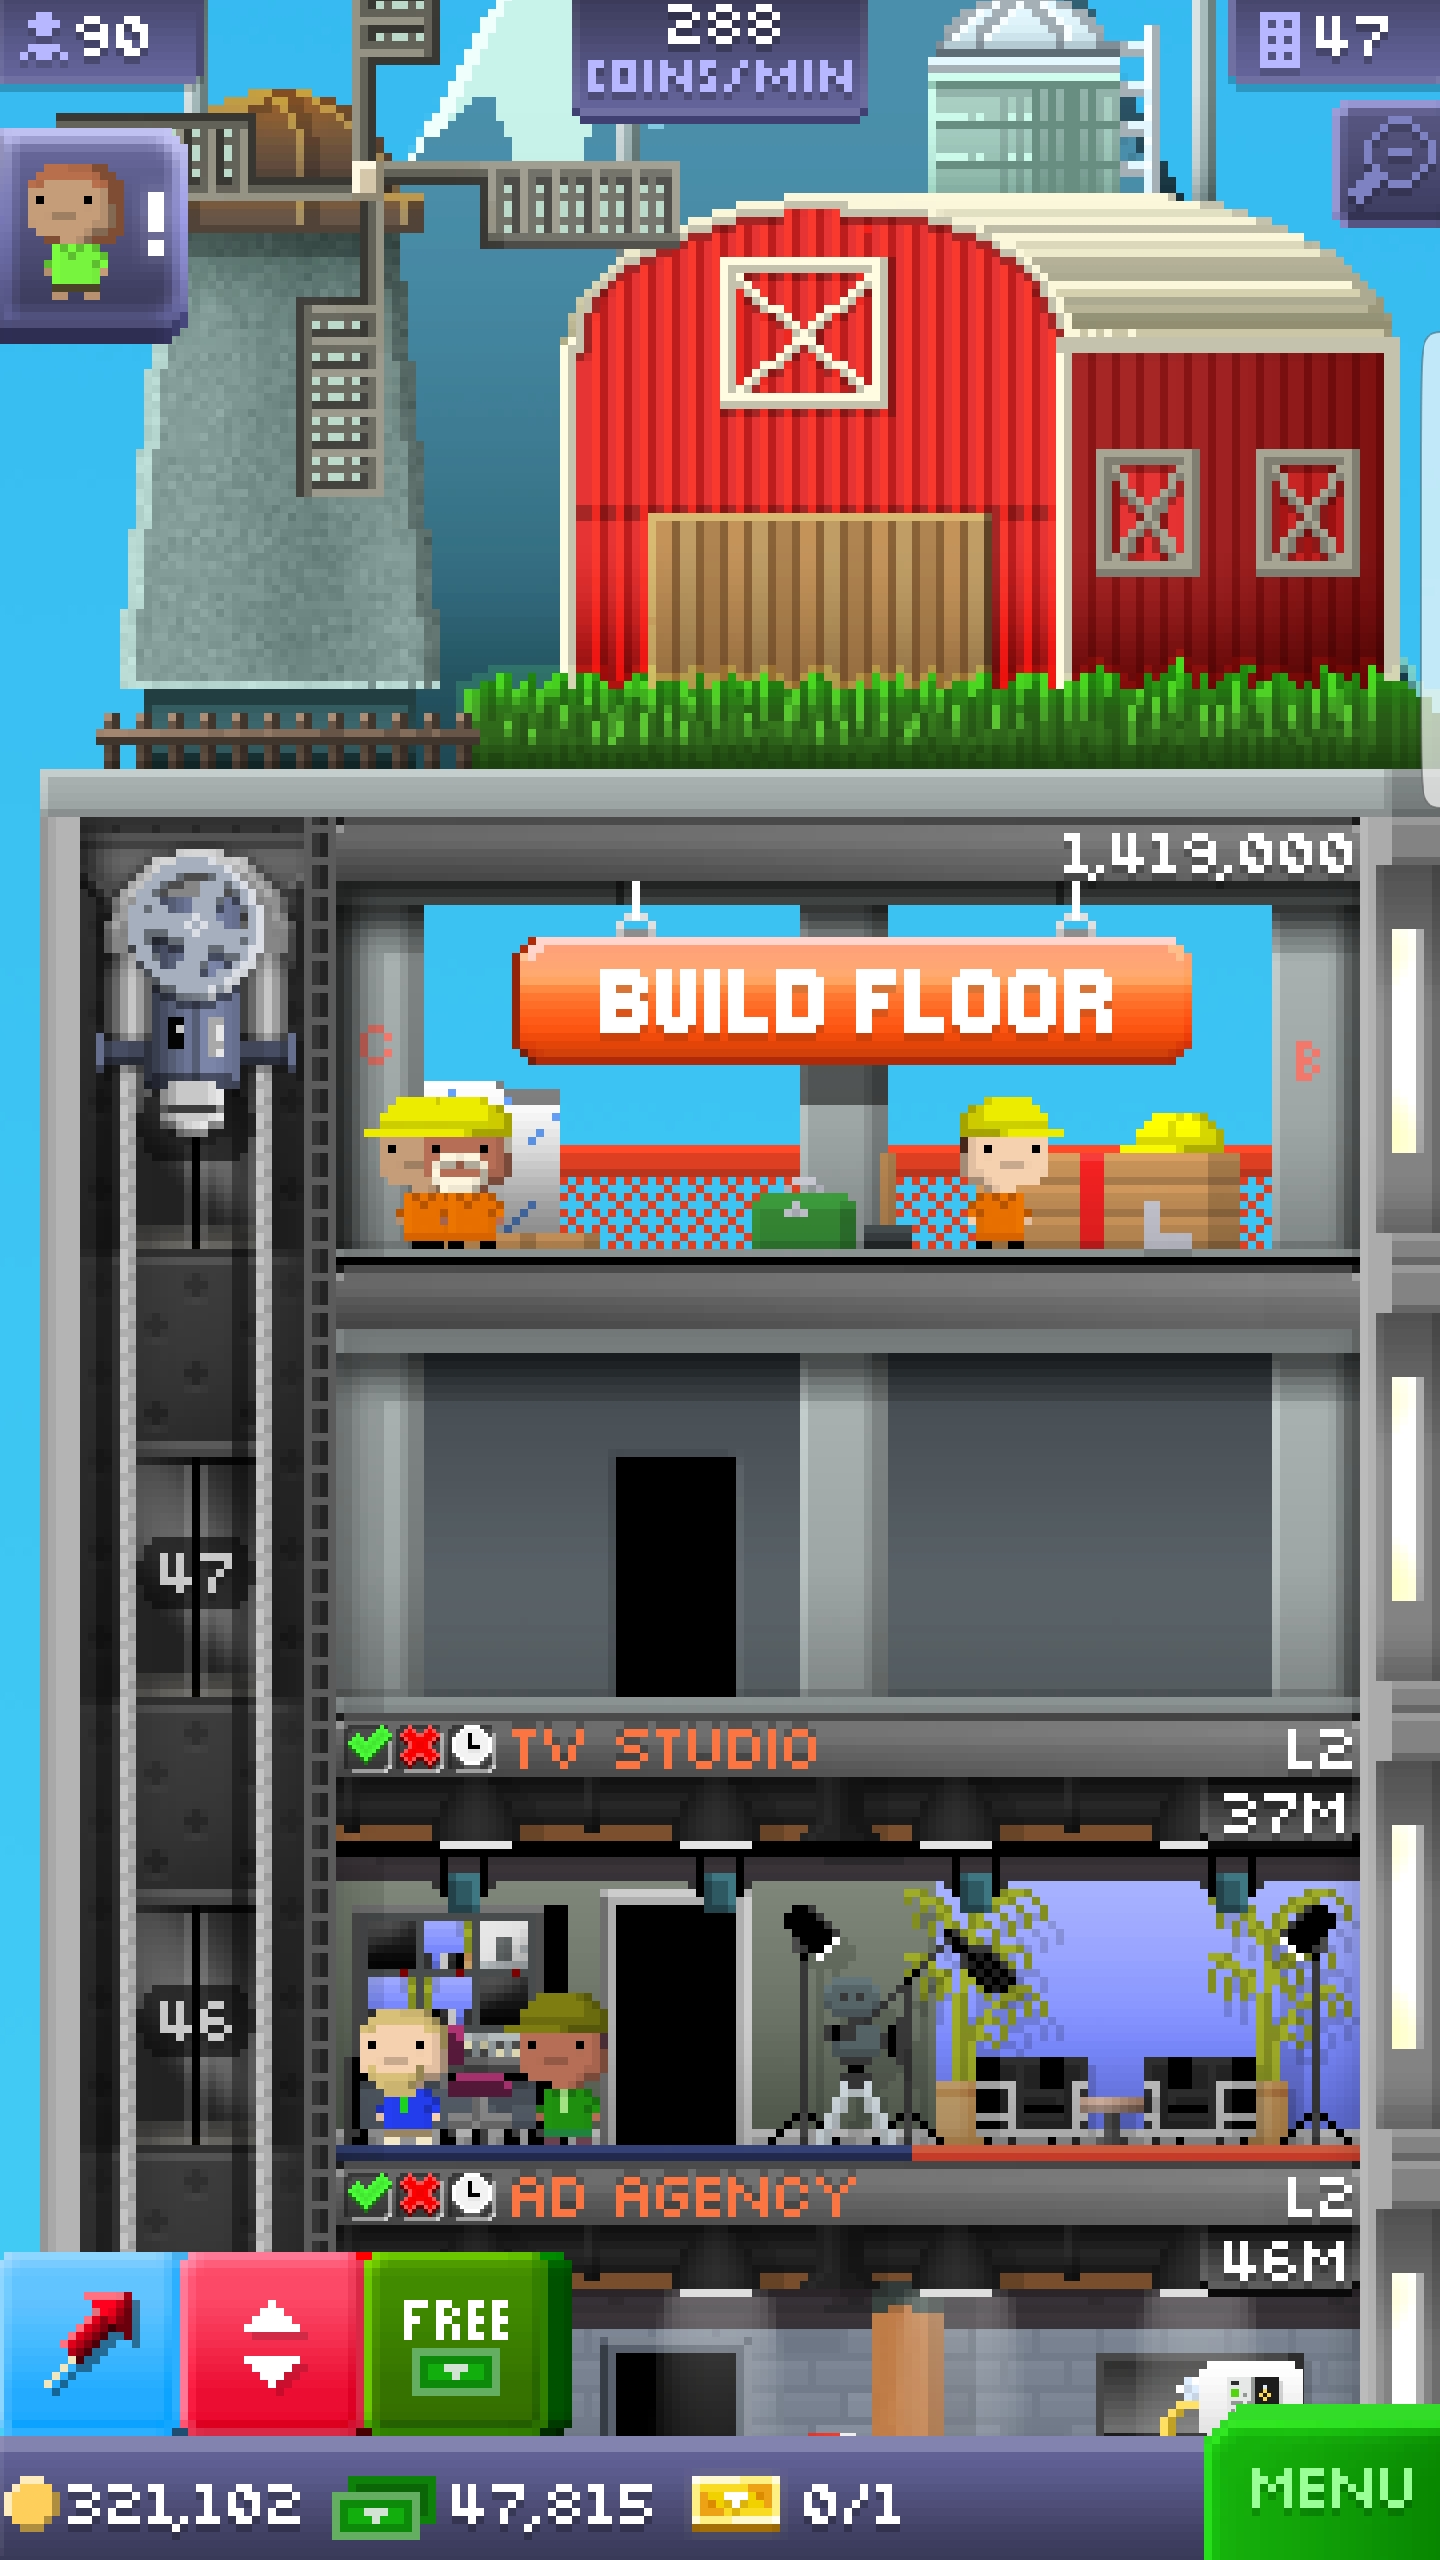 90
288
COINS/MIN
47
!
1,419,000
BUILD FLOOR
C
B
47
TV STUDIO L2
37M
46
AD AGENCY L2
46M
FREE
321,102 47,815 0/1
MENU